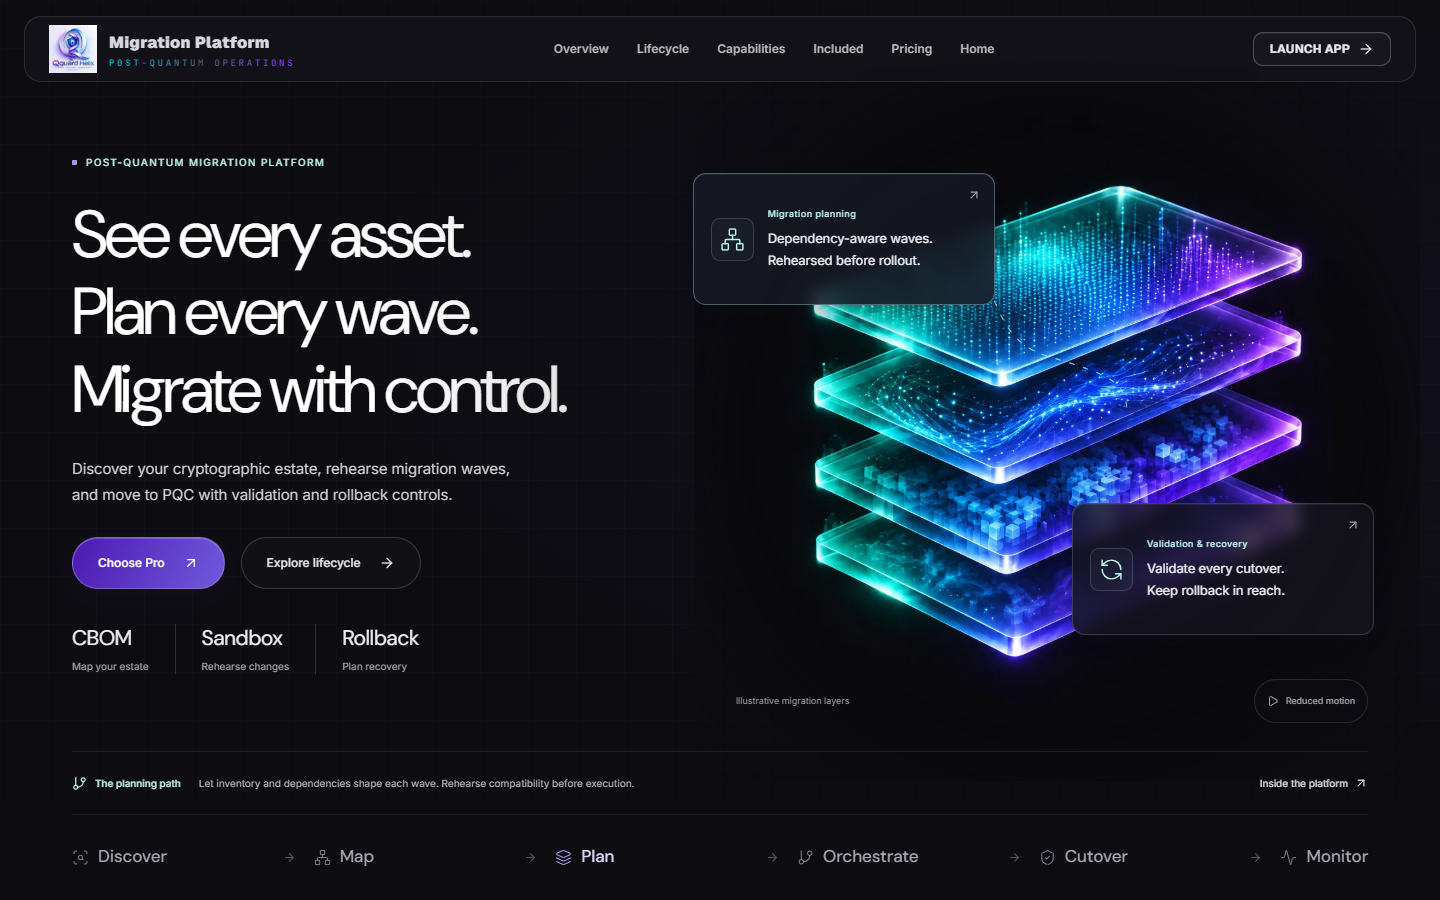 Qguard Helix
Migration Platform
POST-QUANTUM OPERATIONS
Overview
Lifecycle
Capabilities
Included
Pricing
Home
LAUNCH APP
POST-QUANTUM MIGRATION PLATFORM
See every asset.
Plan every wave.
Migrate with control.
Discover your cryptographic estate, rehearse migration waves,
and move to PQC with validation and rollback controls.
Choose Pro
Explore lifecycle
CBOM
Map your estate
Sandbox
Rehearse changes
Rollback
Plan recovery
Migration planning
Dependency-aware waves.
Rehearsed before rollout.
Validation & recovery
Validate every cutover.
Keep rollback in reach.
Illustrative migration layers
Reduced motion
The planning path
Let inventory and dependencies shape each wave. Rehearse compatibility before execution.
Inside the platform
Discover
Map
Plan
Orchestrate
Cutover
Monitor